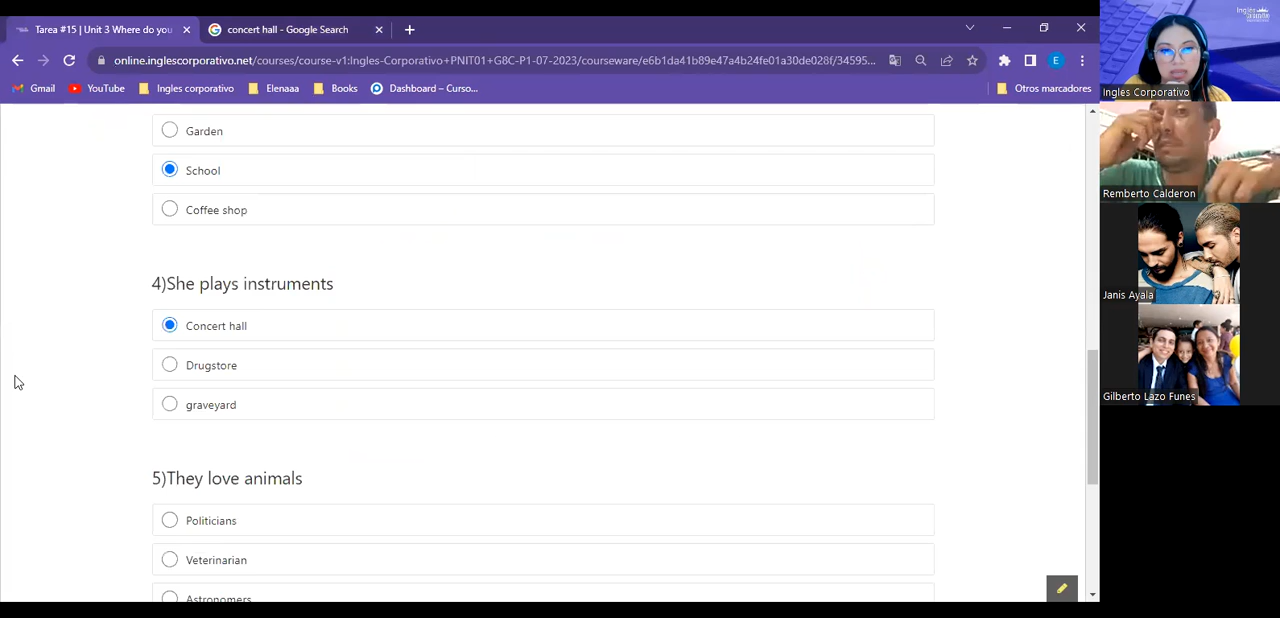 Tarea #15 | Unit 3 Where do you
concert hall - Google Search
online.inglescorporativo.net/courses/course-v1:Ingles-Corporativo+PNIT01+G8C-P1-07-2023/courseware/e6b1da41b89e47a4b24fe01a30de028f/34595...
Gmail
YouTube
Ingles corporativo
Elenaaa
Books
Dashboard – Curso...
Otros marcadores
E
Garden
School
Coffee shop
4)She plays instruments
Concert hall
Drugstore
graveyard
5)They love animals
Politicians
Veterinarian
Astronomers
Ingles Corporativo
Remberto Calderon
Janis Ayala
Gilberto Lazo Funes